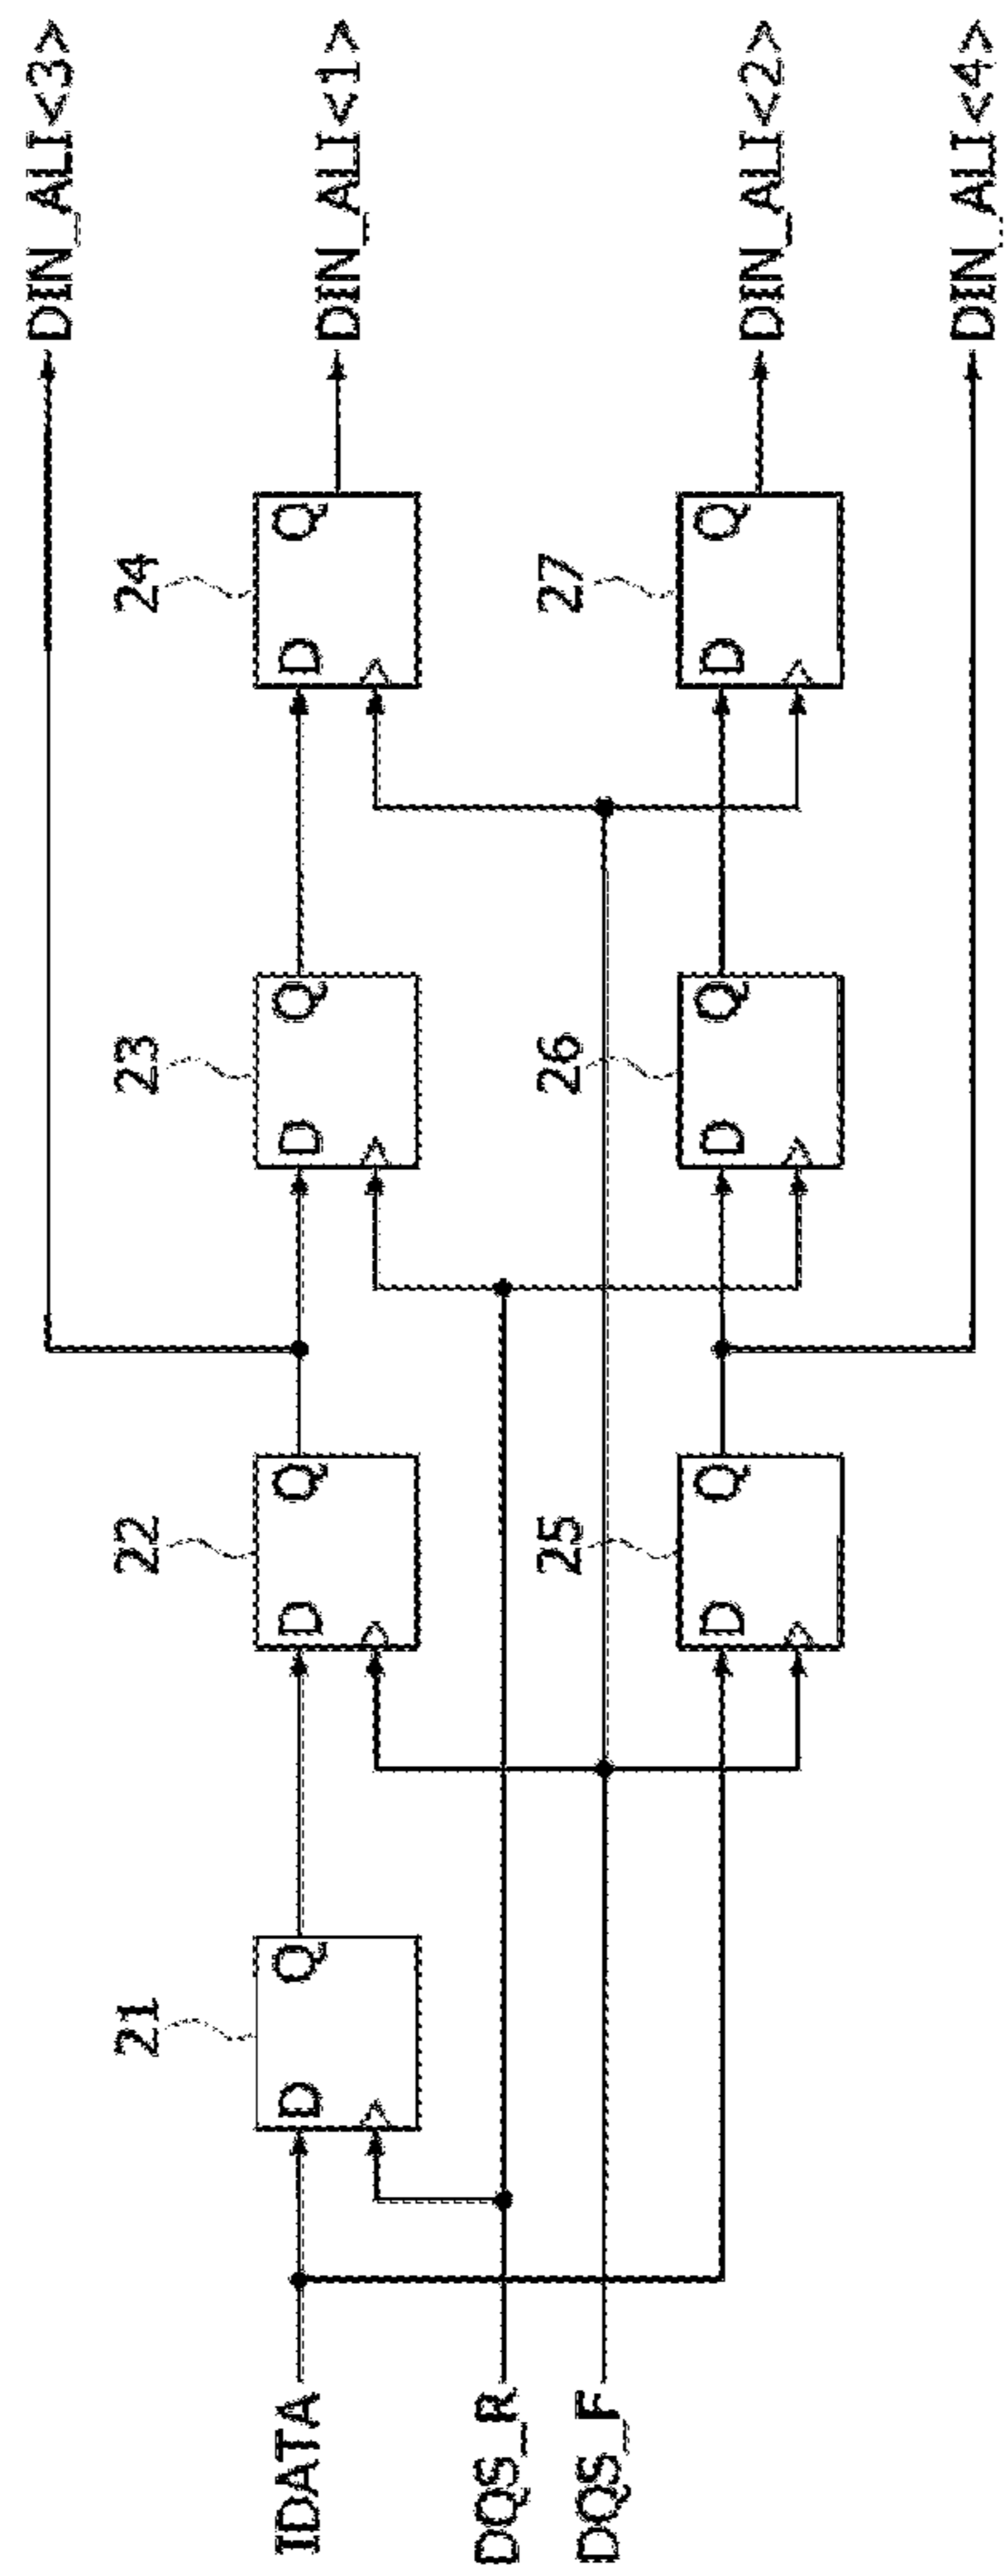 DIN_ALI<3>
24
DIN_ALI<1>
23
22
21
D Q
D Q
D Q
D Q
IDATA
DQS_R
DQS_F
27
26
25
D Q
D Q
D Q
DIN_ALI<2>
DIN_ALI<4>